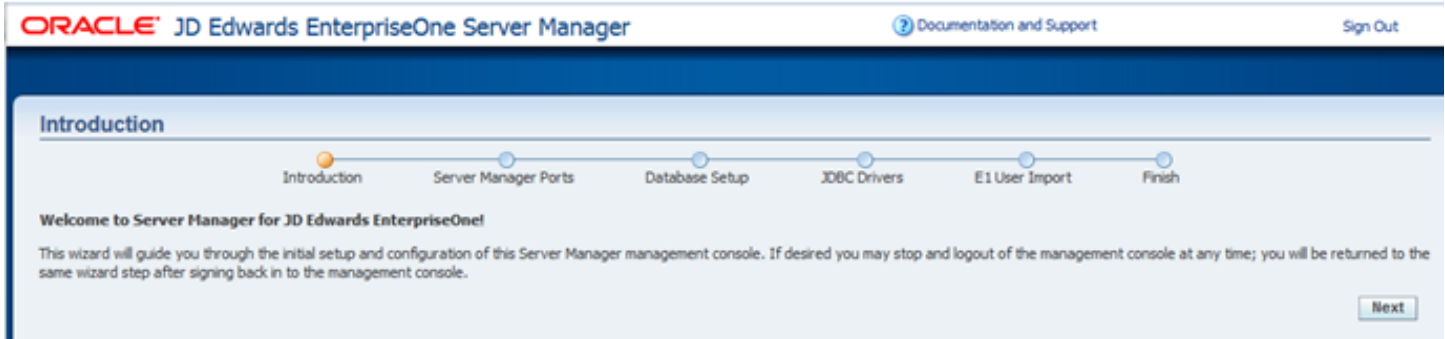 ORACLE JD Edwards EnterpriseOne Server Manager Documentation and Support Sign Out
Introduction
Introduction Server Manager Ports Database Setup JDBC Drivers E1 User Import Finish
Welcome to Server Manager for JD Edwards EnterpriseOne!
This wizard will guide you through the initial setup and configuration of this Server Manager management console. If desired you may stop and logout of the management console at any time; you will be returned to the
same wizard step after signing back in to the management console.
Next